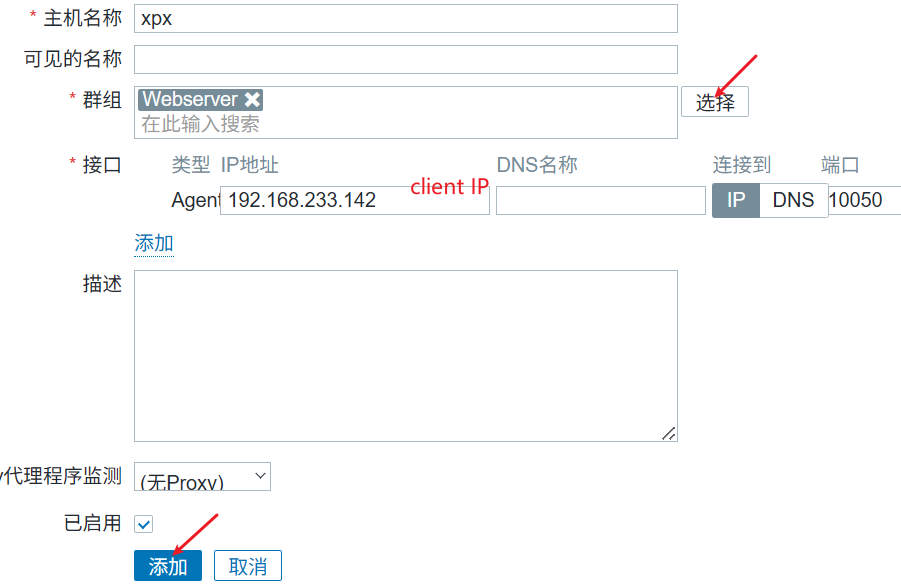 * 主机名称 xpx
可见的名称
* 群组 Webserver 选择
在此输入搜索
* 接口 类型 IP地址 DNS名称 连接到 端口
Agent 192.168.233.142 client IP IP DNS 10050
添加
描述
代理程序监测 (无Proxy)
已启用
添加 取消